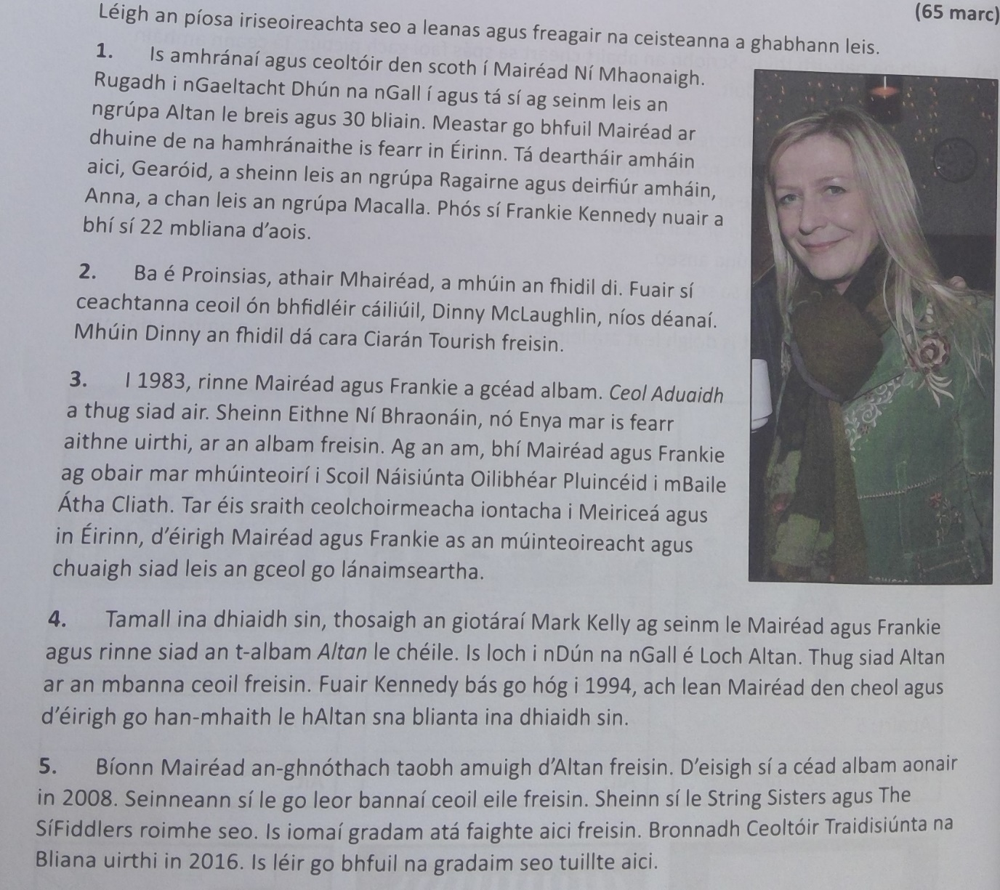 (65 marc)
Léigh an píosa iriseoireachta seo a leanas agus freagair na ceisteanna a ghabhann leis.
1. Is amhránaí agus ceoltóir den scoth í Mairéad Ní Mhaonaigh.
Rugadh i nGaeltacht Dhún na nGall í agus tá sí ag seinm leis an
ngrúpa Altan le breis agus 30 bliain. Meastar go bhfuil Mairéad ar
dhuine de na hamhránaithe is fearr in Éirinn. Tá deartháir amháin
aici, Gearóid, a sheinn leis an ngrúpa Ragairne agus deirfiúr amháin,
Anna, a chan leis an ngrúpa Macalla. Phós sí Frankie Kennedy nuair a
bhí sí 22 mbliana d'aois.
2. Ba é Proinsias, athair Mhairéad, a mhúin an fhidil di. Fuair sí
ceachtanna ceoil ón bhfidléir cáiliúil, Dinny McLaughlin, níos déanaí.
Mhúin Dinny an fhidil dá cara Ciarán Tourish freisin.
3. I 1983, rinne Mairéad agus Frankie a gcéad albam. Ceol Aduaidh
a thug siad air. Sheinn Eithne Ní Bhraonáin, nó Enya mar is fearr
aithne uirthi, ar an albam freisin. Ag an am, bhí Mairéad agus Frankie
ag obair mar mhúinteoirí i Scoil Náisiúnta Oilibhéar Pluincéid i mBaile
Átha Cliath. Tar éis sraith ceolchoirmeacha iontacha i Meiriceá agus
in Éirinn, d'éirigh Mairéad agus Frankie as an múinteoireacht agus
chuaigh siad leis an gceol go lánaimseartha.
4. Tamall ina dhiaidh sin, thosaigh an giotáraí Mark Kelly ag seinm le Mairéad agus Frankie
agus rinne siad an t-albam Altan le chéile. Is loch i nDún na nGall é Loch Altan. Thug siad Altan
ar an mbanna ceoil freisin. Fuair Kennedy bás go hóg i 1994, ach lean Mairéad den cheol agus
d'éirigh go han-mhaith le hAltan sna blianta ina dhiaidh sin.
5. Bíonn Mairéad an-ghnóthach taobh amuigh d'Altan freisin. D'eisigh sí a céad albam aonair
in 2008. Seinneann sí le go leor bannaí ceoil eile freisin. Sheinn sí le String Sisters agus The
SíFiddlers roimhe seo. Is iomaí gradam atá faighte aici freisin. Bronnadh Ceoltóir Traidisiúnta na
Bliana uirthi in 2016. Is léir go bhfuil na gradaim seo tuillte aici.